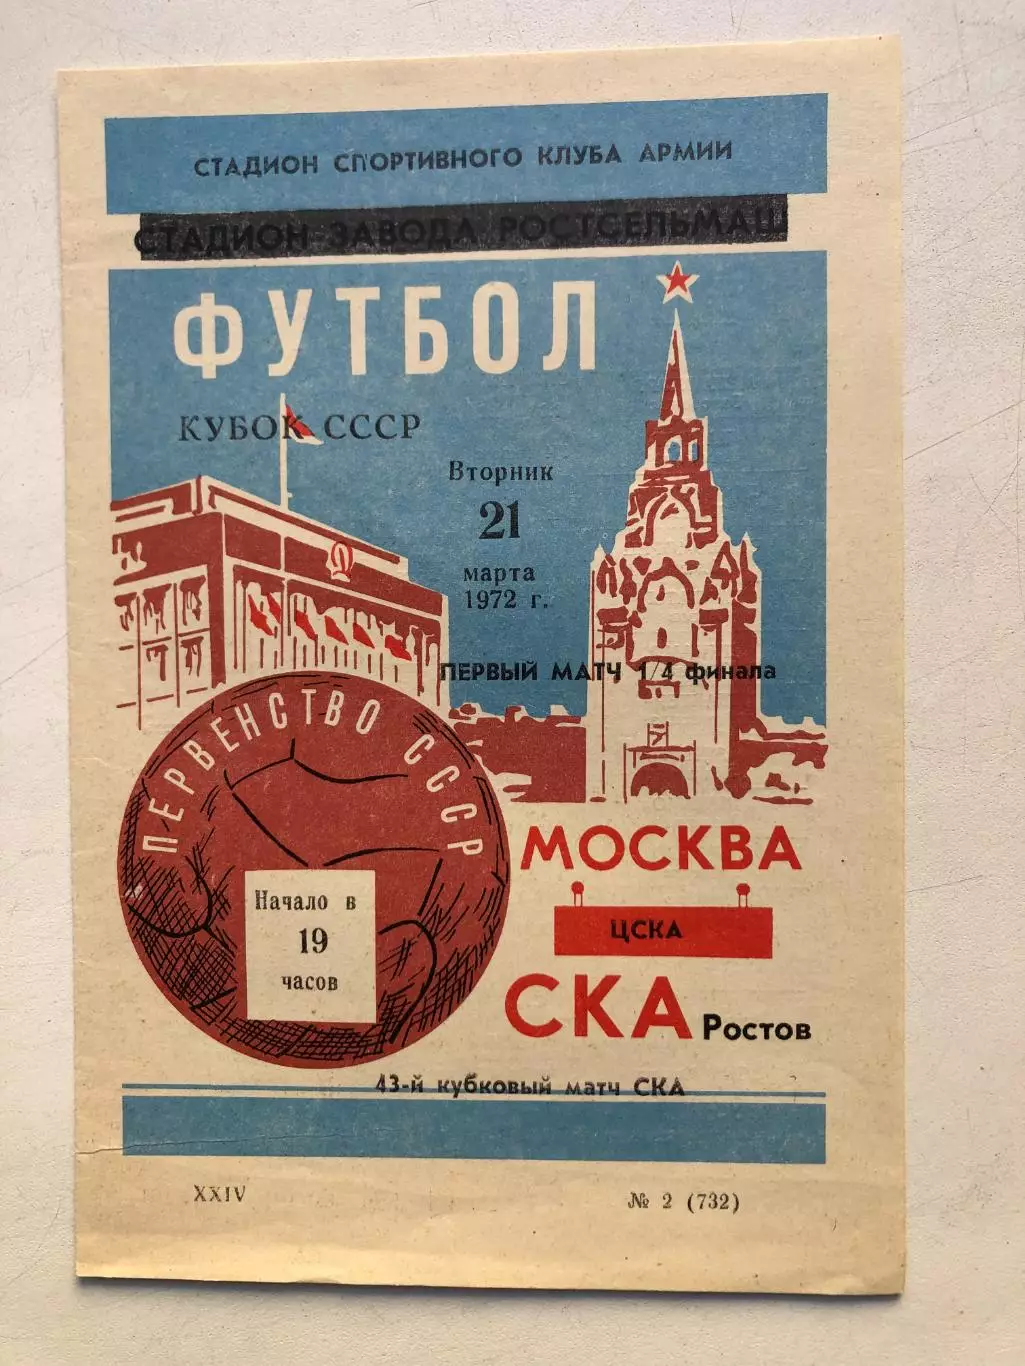 СТАДИОН СПОРТИВНОГО КЛУБА АРМИИ
СТАДИОН ЗАВОДА РОСТСЕЛЬМАШ
ФУТБОЛ
КУБОК СССР
Вторник
21
марта
1972 г.
ПЕРВЫЙ МАТЧ 1/4 финала
ПЕРВЕНСТВО СССР
Начало в
19
часов
МОСКВА
ЦСКА
СКА Ростов
43-й кубковый матч СКА
XXIV № 2 (732)